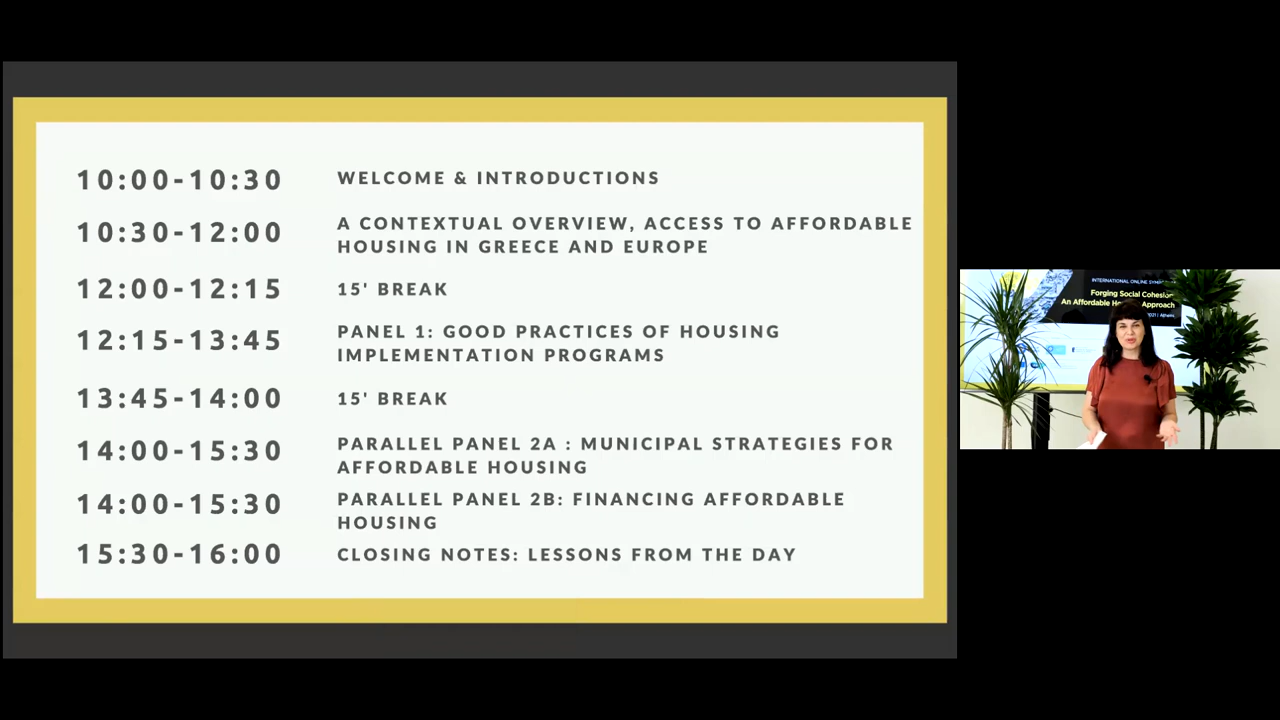 10:00-10:30
WELCOME & INTRODUCTIONS
10:30-12:00
A CONTEXTUAL OVERVIEW, ACCESS TO AFFORDABLE
HOUSING IN GREECE AND EUROPE
12:00-12:15
15' BREAK
12:15-13:45
PANEL 1: GOOD PRACTICES OF HOUSING
IMPLEMENTATION PROGRAMS
13:45-14:00
15' BREAK
14:00-15:30
PARALLEL PANEL 2A : MUNICIPAL STRATEGIES FOR
AFFORDABLE HOUSING
14:00-15:30
PARALLEL PANEL 2B: FINANCING AFFORDABLE
HOUSING
15:30-16:00
CLOSING NOTES: LESSONS FROM THE DAY
INTERNATIONAL ONLINE
Forging Social Cohesion
An Affordable Approach
2021 | Athens